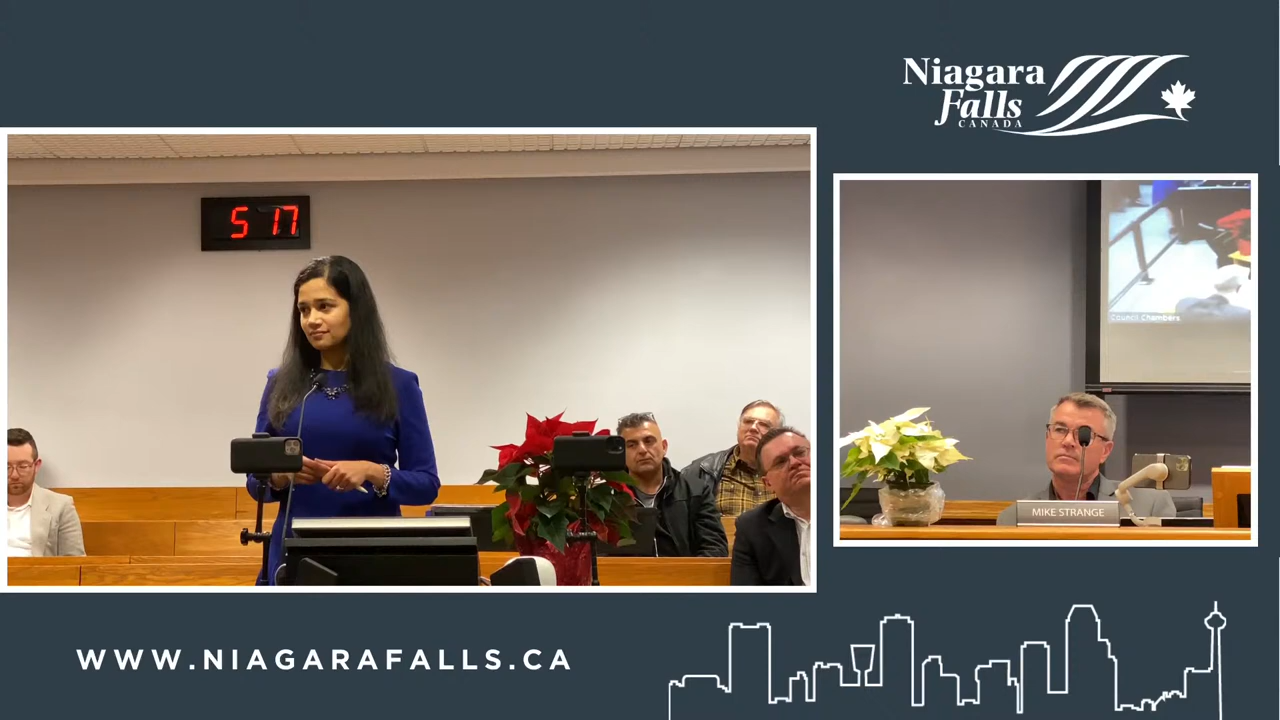 Niagara
Falls
CANADA
5 17
Council Chambers
MIKE STRANGE
WWW.NIAGARAFALLS.CA